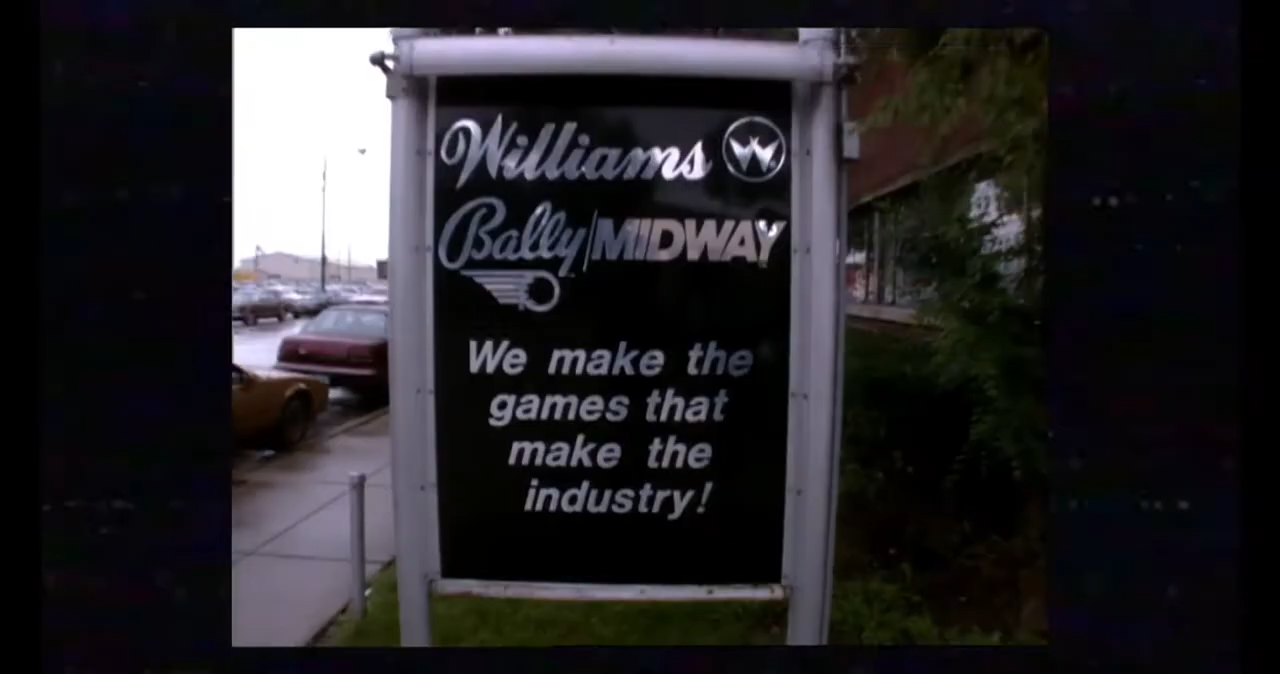 Williams W
Bally/MIDWAY
We make the
games that
make the
industry!